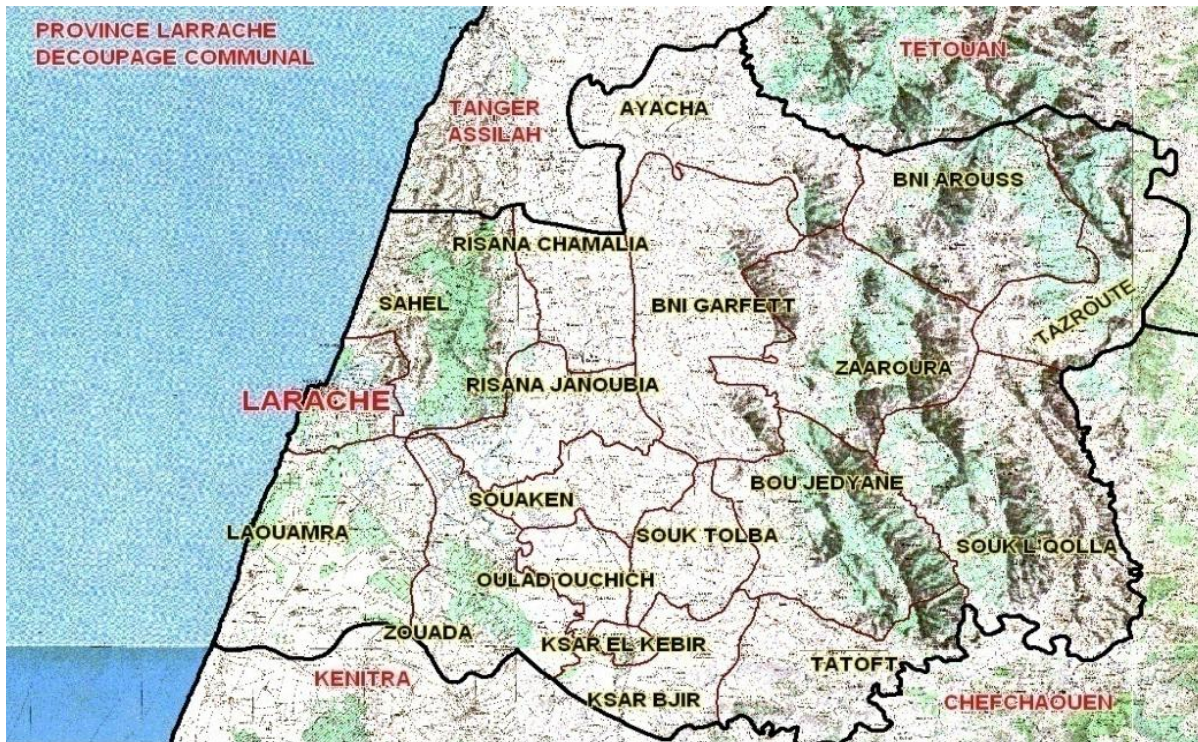 PROVINCE LARRACHE
DECOUPAGE COMMUNAL
TETOUAN
TANGER
ASSILAH
AYACHA
BNI AROUSS
RISANA CHAMALIA
SAHEL
BNI GARFETT
TAZROUTE
ZAAROURA
RISANA JANOUBIA
LARACHE
BOU JEDYANE
SOUAKEN
LAOUAMRA
SOUK TOLBA
SOUK L'QOLLA
OULAD OUCHICH
ZOUADA
KSAR EL KEBIR
TATOFT
KENITRA
KSAR BJIR
CHEFCHAOUEN